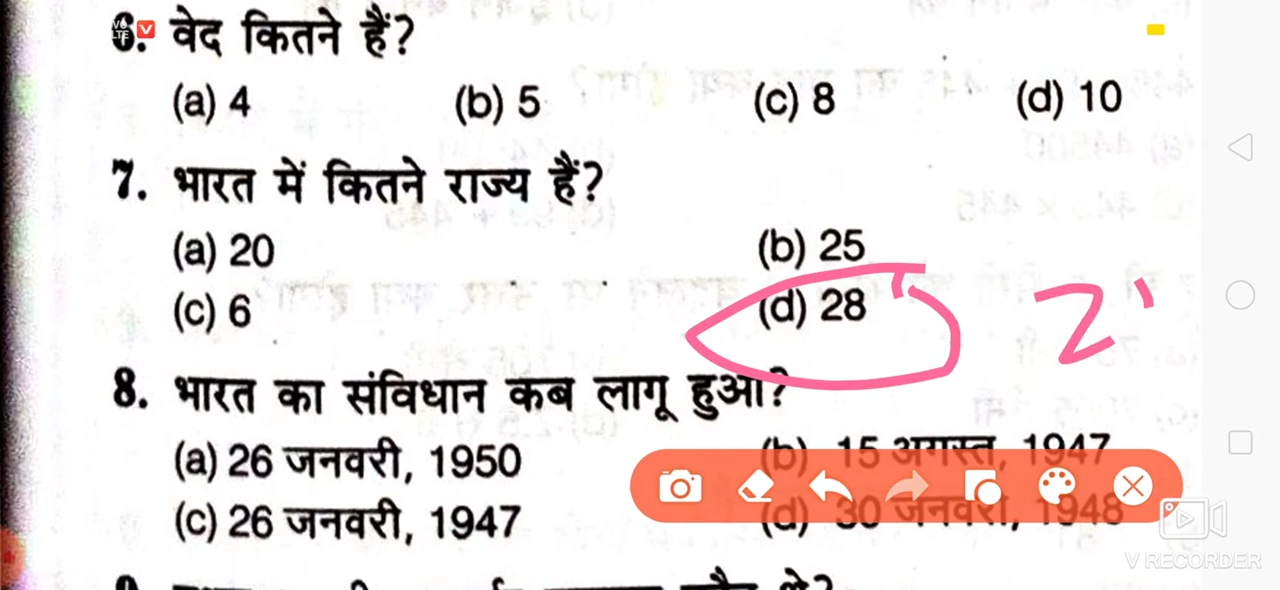 6. वेद कितने हैं?
(a) 4 (b) 5 (c) 8 (d) 10
7. भारत में कितने राज्य हैं?
(a) 20 (b) 25
(c) 6 (d) 28 2'
8. भारत का संविधान कब लागू हुआ?
(a) 26 जनवरी, 1950 (b) 15 अगस्त, 1947
(c) 26 जनवरी, 1947 (d) 30 जनवरी, 1948
V RECORDER